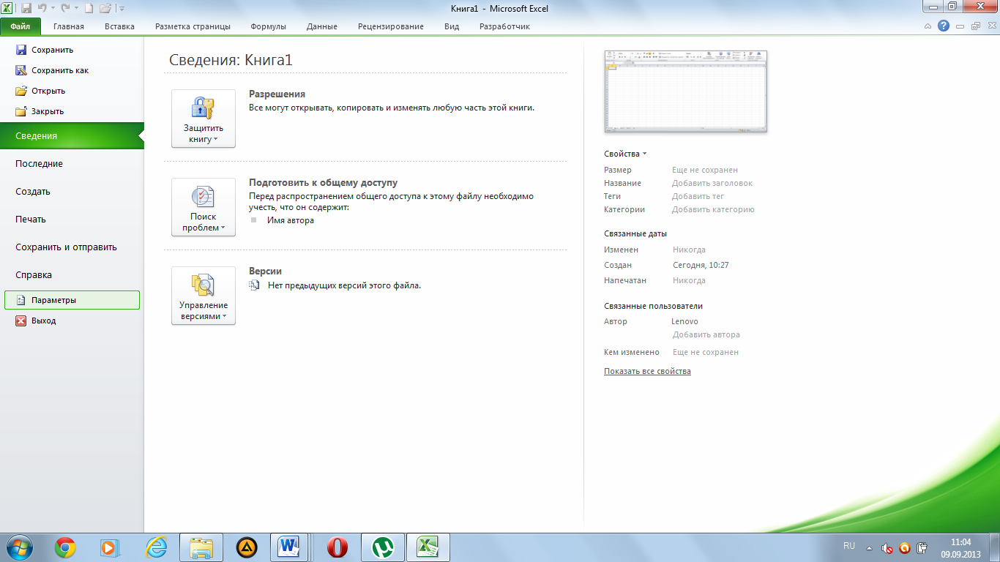 Книга1 - Microsoft Excel
Файл Главная Вставка Разметка страницы Формулы Данные Рецензирование Вид Разработчик
Сохранить
Сохранить как
Открыть
Закрыть
Сведения
Последние
Создать
Печать
Сохранить и отправить
Справка
Параметры
Выход
Сведения: Книга1
Защитить
книгу
Разрешения
Все могут открывать, копировать и изменять любую часть этой книги.
Поиск
проблем
Подготовить к общему доступу
Перед распространением общего доступа к этому файлу необходимо
учесть, что он содержит:
Имя автора
Управление
версиями
Версии
Нет предыдущих версий этого файла.
Свойства
Размер Еще не сохранен
Название Добавить заголовок
Теги Добавить тег
Категории Добавить категорию
Связанные даты
Изменен Никогда
Создан Сегодня, 10:27
Напечатан Никогда
Связанные пользователи
Автор Lenovo
Добавить автора
Кем изменено Еще не сохранен
Показать все свойства
RU
11:04
09.09.2013